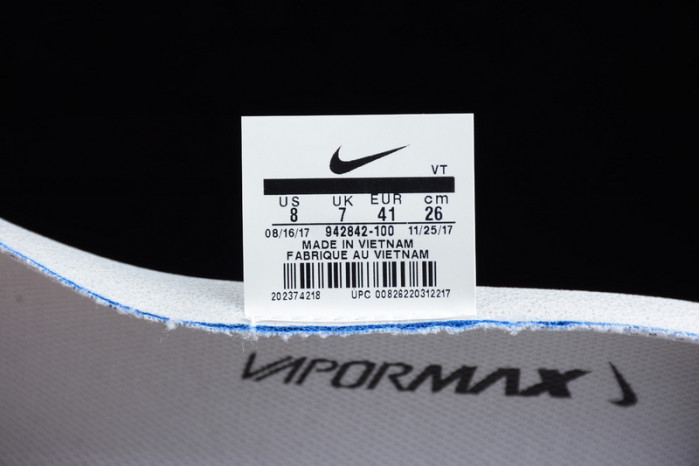 VT
US UK EUR cm
8 7 41 26
08/16/17 942842-100 11/25/17
MADE IN VIETNAM
FABRIQUE AU VIETNAM
202374218 UPC 00826220312217
VAPORMAX